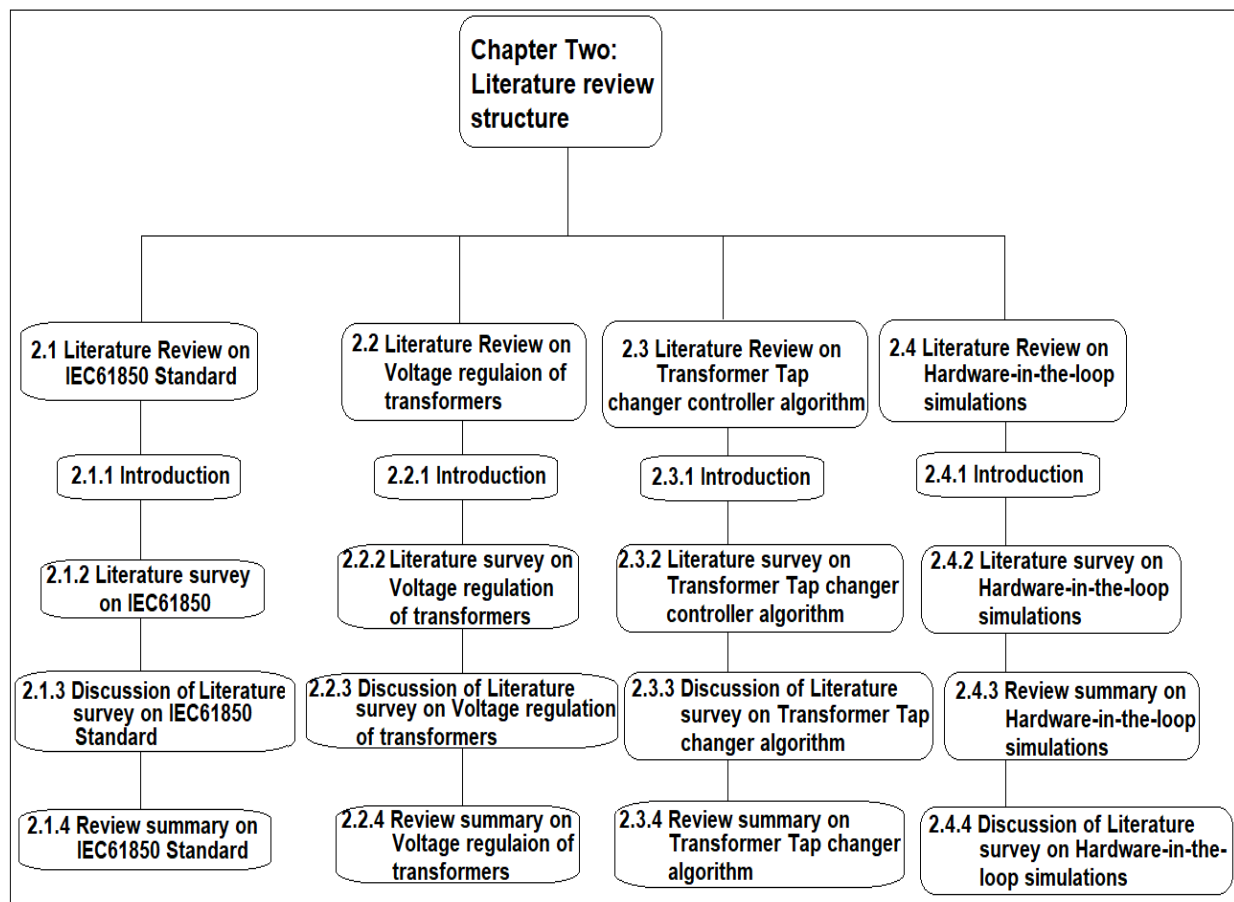 Chapter Two:
Literature review
structure
2.1 Literature Review on
IEC61850 Standard
2.1.1 Introduction
2.1.2 Literature survey
on IEC61850
2.1.3 Discussion of Literature
survey on IEC61850
Standard
2.1.4 Review summary on
IEC61850 Standard
2.2 Literature Review on
Voltage regulaion of
transformers
2.2.1 Introduction
2.2.2 Literature survey on
Voltage regulation
of transformers
2.2.3 Discussion of Literature
survey on Voltage regulation
of transformers
2.2.4 Review summary on
Voltage regulaion of
transformers
2.3 Literature Review on
Transformer Tap
changer controller algorithm
2.3.1 Introduction
2.3.2 Literature survey on
Transformer Tap changer
controller algorithm
2.3.3 Discussion of Literature
survey on Transformer Tap
changer algorithm
2.3.4 Review summary on
Transformer Tap changer
algorithm
2.4 Literature Review on
Hardware-in-the-loop
simulations
2.4.1 Introduction
2.4.2 Literature survey on
Hardware-in-the-loop
simulations
2.4.3 Review summary on
Hardware-in-the-loop
simulations
2.4.4 Discussion of Literature
survey on Hardware-in-the-
loop simulations